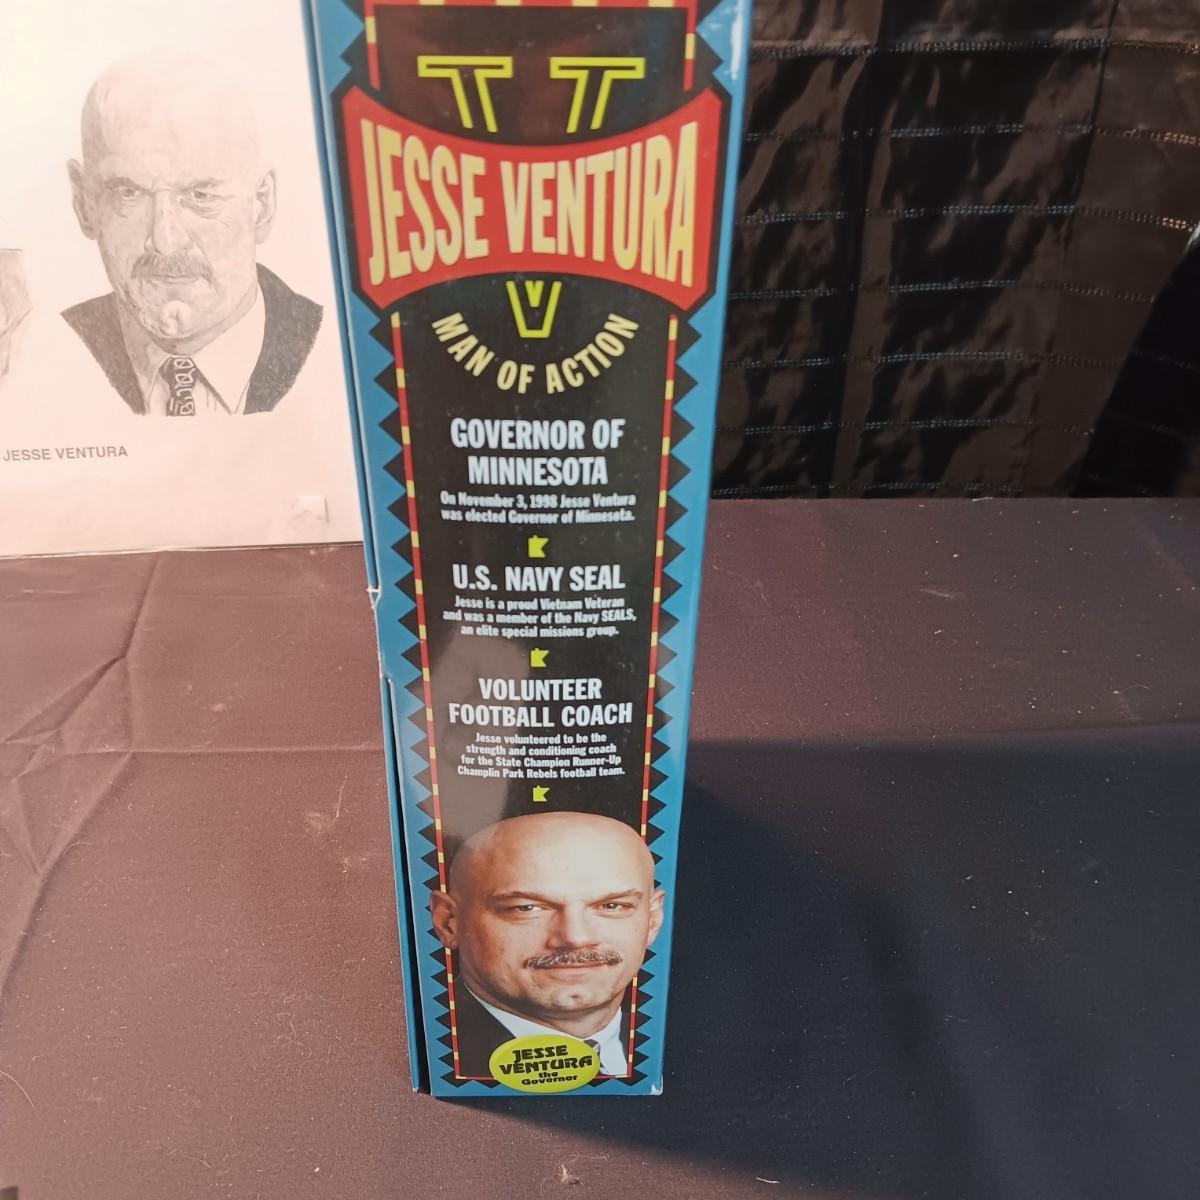 JESSE VENTURA
TT
JESSE VENTURA
V
MAN OF ACTION
GOVERNOR OF
MINNESOTA
On November 3, 1998 Jesse Ventura
was elected Governor of Minnesota.
U.S. NAVY SEAL
Jesse is a proud Vietnam Veteran
and was a member of the Navy SEALS,
an elite special missions group.
VOLUNTEER
FOOTBALL COACH
Jesse volunteered to be the
strength and conditioning coach
for the State Champion Runner-Up
Champlin Park Rebels football team.
JESSE
VENTURA
the
Governor